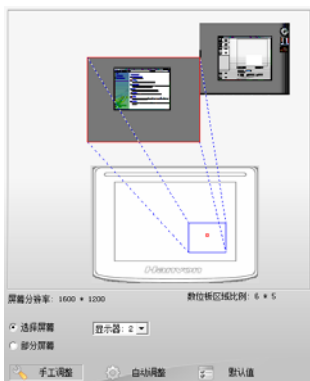 Hanvon
屏幕分辨率: 1600 * 1200
数位板区域比例: 6 * 5
选择屏幕
显示器: 2
部分屏幕
手工调整
自动调整
默认值